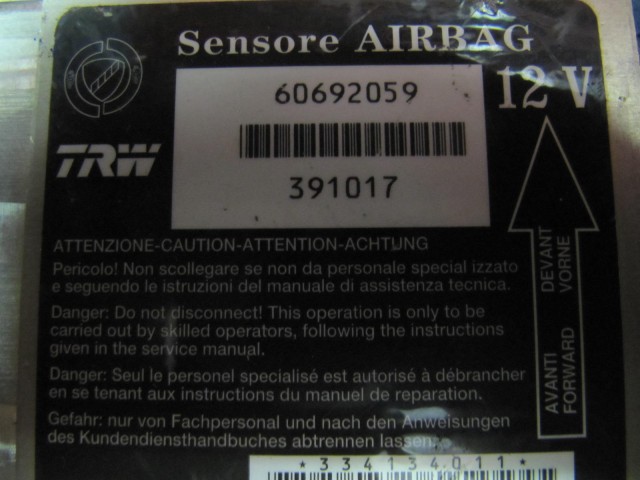 Sensore AIRBAG
60692059
12 V
TRW
391017
ATTENZIONE-CAUTION-ATTENTION-ACHTUNG
Pericolo! Non scollegare se non da personale special izzato
e seguendo le istruzioni del manuale di assistenza tecnica.
Danger: Do not disconnect! This operation is only to be
carried out by skilled operators, following the instructions
given in the service manual.
Danger: Seul le personel specialisé est autorisé à débrancher
en se tenant aux instructions du manuel de reparation.
Gefahr: nur von Fachpersonal und nach den Anweisungen
des Kundendiensthandbuches abtrennen lassen.
AVANTI DEVANT
FORWARD VORNE
*334134011*